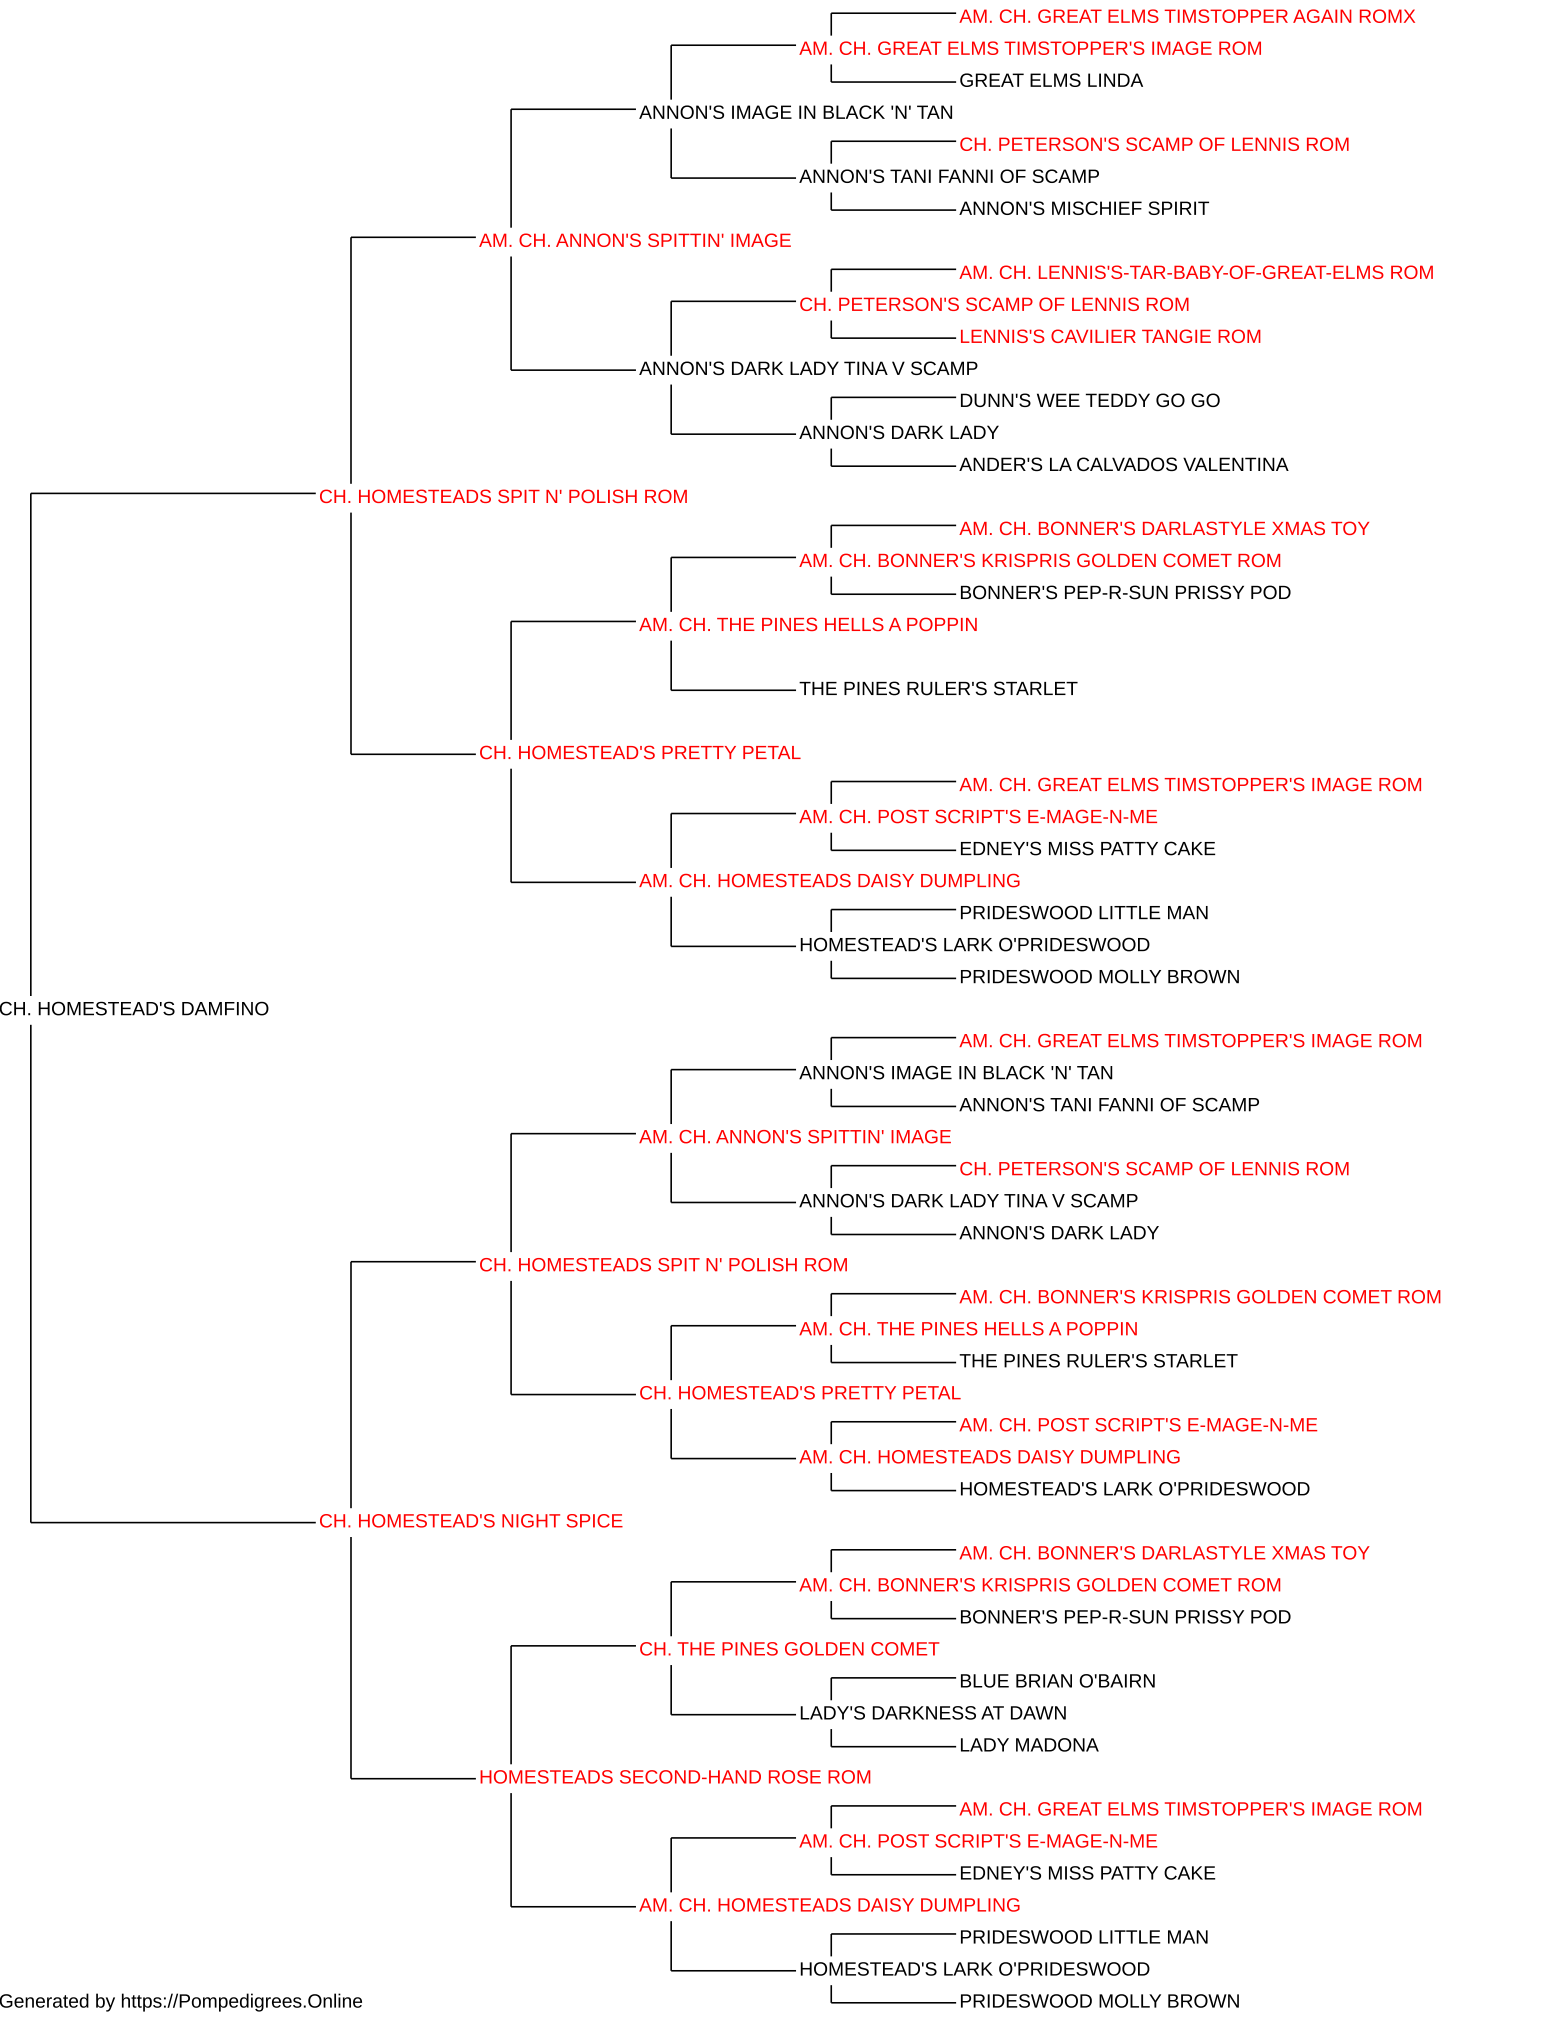 AM. CH. GREAT ELMS TIMSTOPPER AGAIN ROMX
AM. CH. GREAT ELMS TIMSTOPPER'S IMAGE ROM
GREAT ELMS LINDA
ANNON'S IMAGE IN BLACK 'N' TAN
CH. PETERSON'S SCAMP OF LENNIS ROM
ANNON'S TANI FANNI OF SCAMP
ANNON'S MISCHIEF SPIRIT
AM. CH. ANNON'S SPITTIN' IMAGE
AM. CH. LENNIS'S-TAR-BABY-OF-GREAT-ELMS ROM
CH. PETERSON'S SCAMP OF LENNIS ROM
LENNIS'S CAVILIER TANGIE ROM
ANNON'S DARK LADY TINA V SCAMP
DUNN'S WEE TEDDY GO GO
ANNON'S DARK LADY
ANDER'S LA CALVADOS VALENTINA
CH. HOMESTEADS SPIT N' POLISH ROM
AM. CH. BONNER'S DARLASTYLE XMAS TOY
AM. CH. BONNER'S KRISPRIS GOLDEN COMET ROM
BONNER'S PEP-R-SUN PRISSY POD
AM. CH. THE PINES HELLS A POPPIN
THE PINES RULER'S STARLET
CH. HOMESTEAD'S PRETTY PETAL
AM. CH. GREAT ELMS TIMSTOPPER'S IMAGE ROM
AM. CH. POST SCRIPT'S E-MAGE-N-ME
EDNEY'S MISS PATTY CAKE
AM. CH. HOMESTEADS DAISY DUMPLING
PRIDESWOOD LITTLE MAN
HOMESTEAD'S LARK O'PRIDESWOOD
PRIDESWOOD MOLLY BROWN
CH. HOMESTEAD'S DAMFINO
AM. CH. GREAT ELMS TIMSTOPPER'S IMAGE ROM
ANNON'S IMAGE IN BLACK 'N' TAN
ANNON'S TANI FANNI OF SCAMP
AM. CH. ANNON'S SPITTIN' IMAGE
CH. PETERSON'S SCAMP OF LENNIS ROM
ANNON'S DARK LADY TINA V SCAMP
ANNON'S DARK LADY
CH. HOMESTEADS SPIT N' POLISH ROM
AM. CH. BONNER'S KRISPRIS GOLDEN COMET ROM
AM. CH. THE PINES HELLS A POPPIN
THE PINES RULER'S STARLET
CH. HOMESTEAD'S PRETTY PETAL
AM. CH. POST SCRIPT'S E-MAGE-N-ME
AM. CH. HOMESTEADS DAISY DUMPLING
HOMESTEAD'S LARK O'PRIDESWOOD
CH. HOMESTEAD'S NIGHT SPICE
AM. CH. BONNER'S DARLASTYLE XMAS TOY
AM. CH. BONNER'S KRISPRIS GOLDEN COMET ROM
BONNER'S PEP-R-SUN PRISSY POD
CH. THE PINES GOLDEN COMET
BLUE BRIAN O'BAIRN
LADY'S DARKNESS AT DAWN
LADY MADONA
HOMESTEADS SECOND-HAND ROSE ROM
AM. CH. GREAT ELMS TIMSTOPPER'S IMAGE ROM
AM. CH. POST SCRIPT'S E-MAGE-N-ME
EDNEY'S MISS PATTY CAKE
AM. CH. HOMESTEADS DAISY DUMPLING
PRIDESWOOD LITTLE MAN
HOMESTEAD'S LARK O'PRIDESWOOD
PRIDESWOOD MOLLY BROWN
Generated by https://Pompedigrees.Online